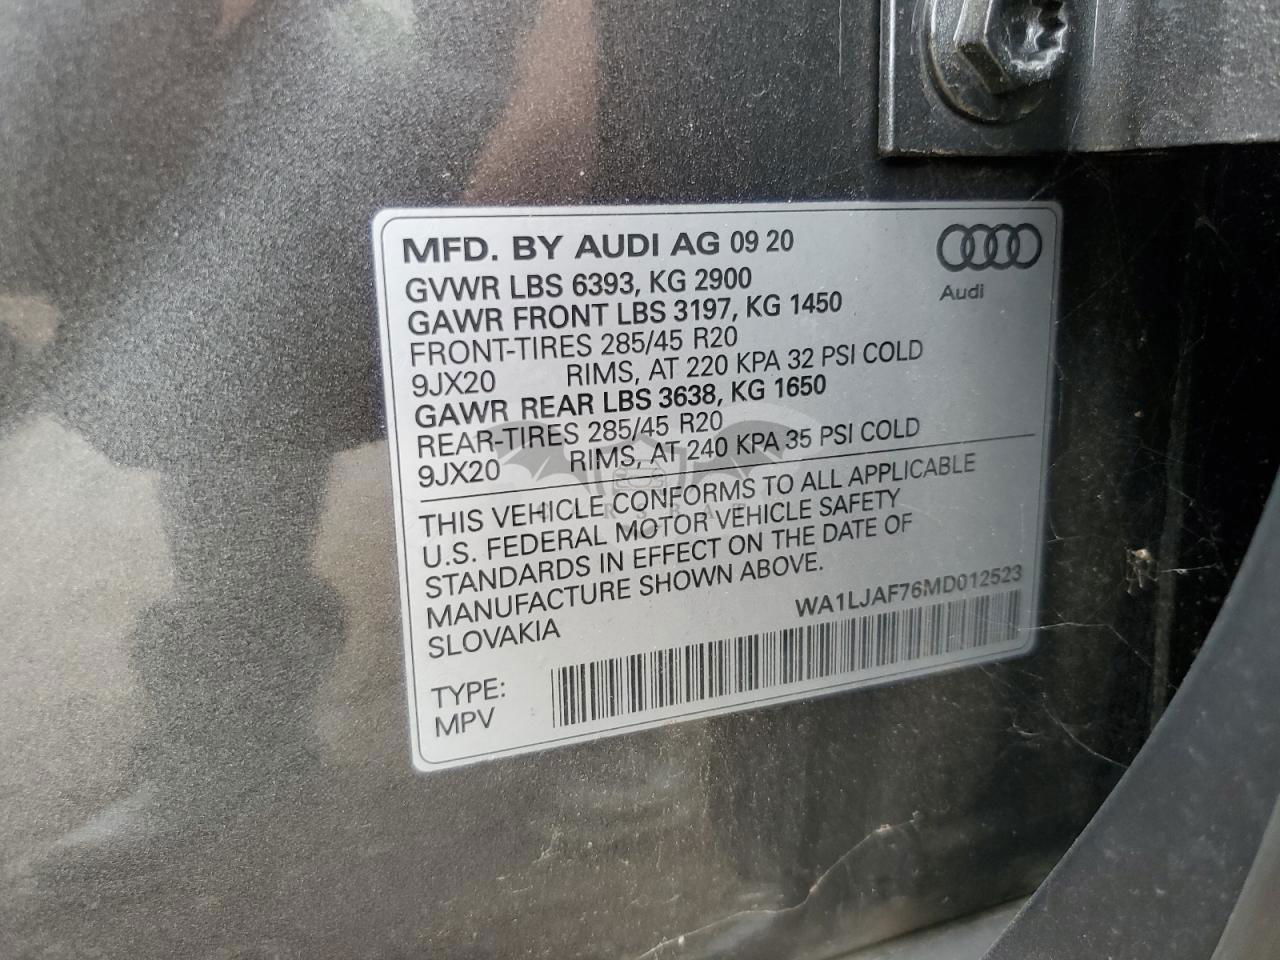 MFD. BY AUDI AG 09 20
Audi
GVWR LBS 6393, KG 2900
GAWR FRONT LBS 3197, KG 1450
FRONT-TIRES 285/45 R20
9JX20 RIMS, AT 220 KPA 32 PSI COLD
GAWR REAR LBS 3638, KG 1650
REAR-TIRES 285/45 R20
9JX20 RIMS, AT 240 KPA 35 PSI COLD
THIS VEHICLE CONFORMS TO ALL APPLICABLE
U.S. FEDERAL MOTOR VEHICLE SAFETY
STANDARDS IN EFFECT ON THE DATE OF
MANUFACTURE SHOWN ABOVE.
SLOVAKIA
WA1LJAF76MD012523
TYPE:
MPV